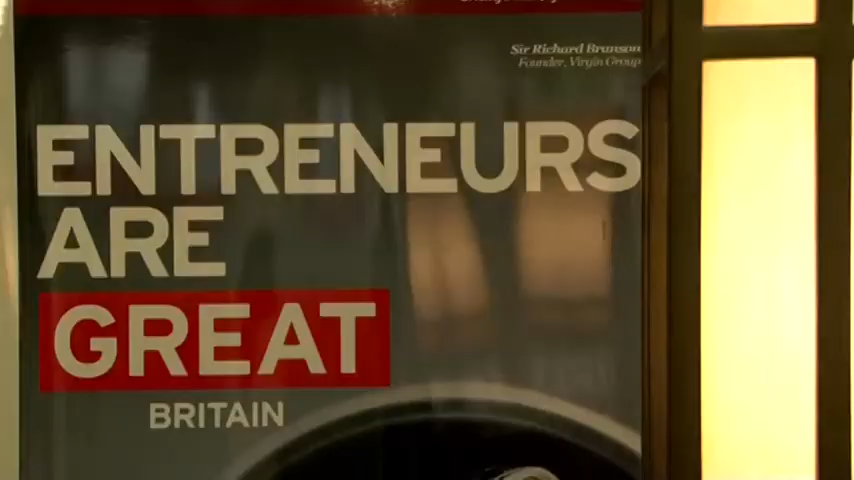 Sir Richard Branson
Founder, Virgin Group
ENTRENEURS
ARE
GREAT
BRITAIN